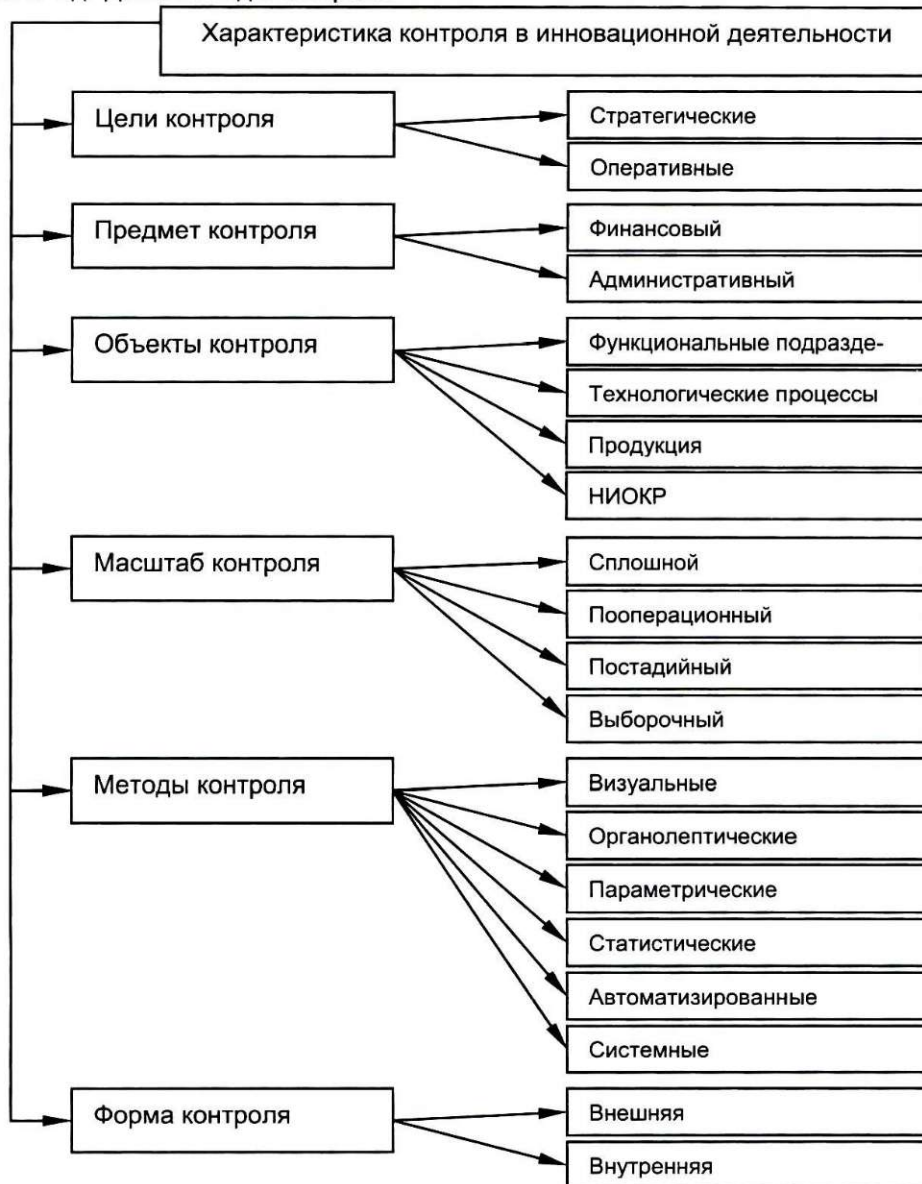 Характеристика контроля в инновационной деятельности
Цели контроля
Стратегические
Оперативные
Предмет контроля
Финансовый
Административный
Объекты контроля
Функциональные подразде-
Технологические процессы
Продукция
НИОКР
Масштаб контроля
Сплошной
Пооперационный
Постадийный
Выборочный
Методы контроля
Визуальные
Органолептические
Параметрические
Статистические
Автоматизированные
Системные
Форма контроля
Внешняя
Внутренняя